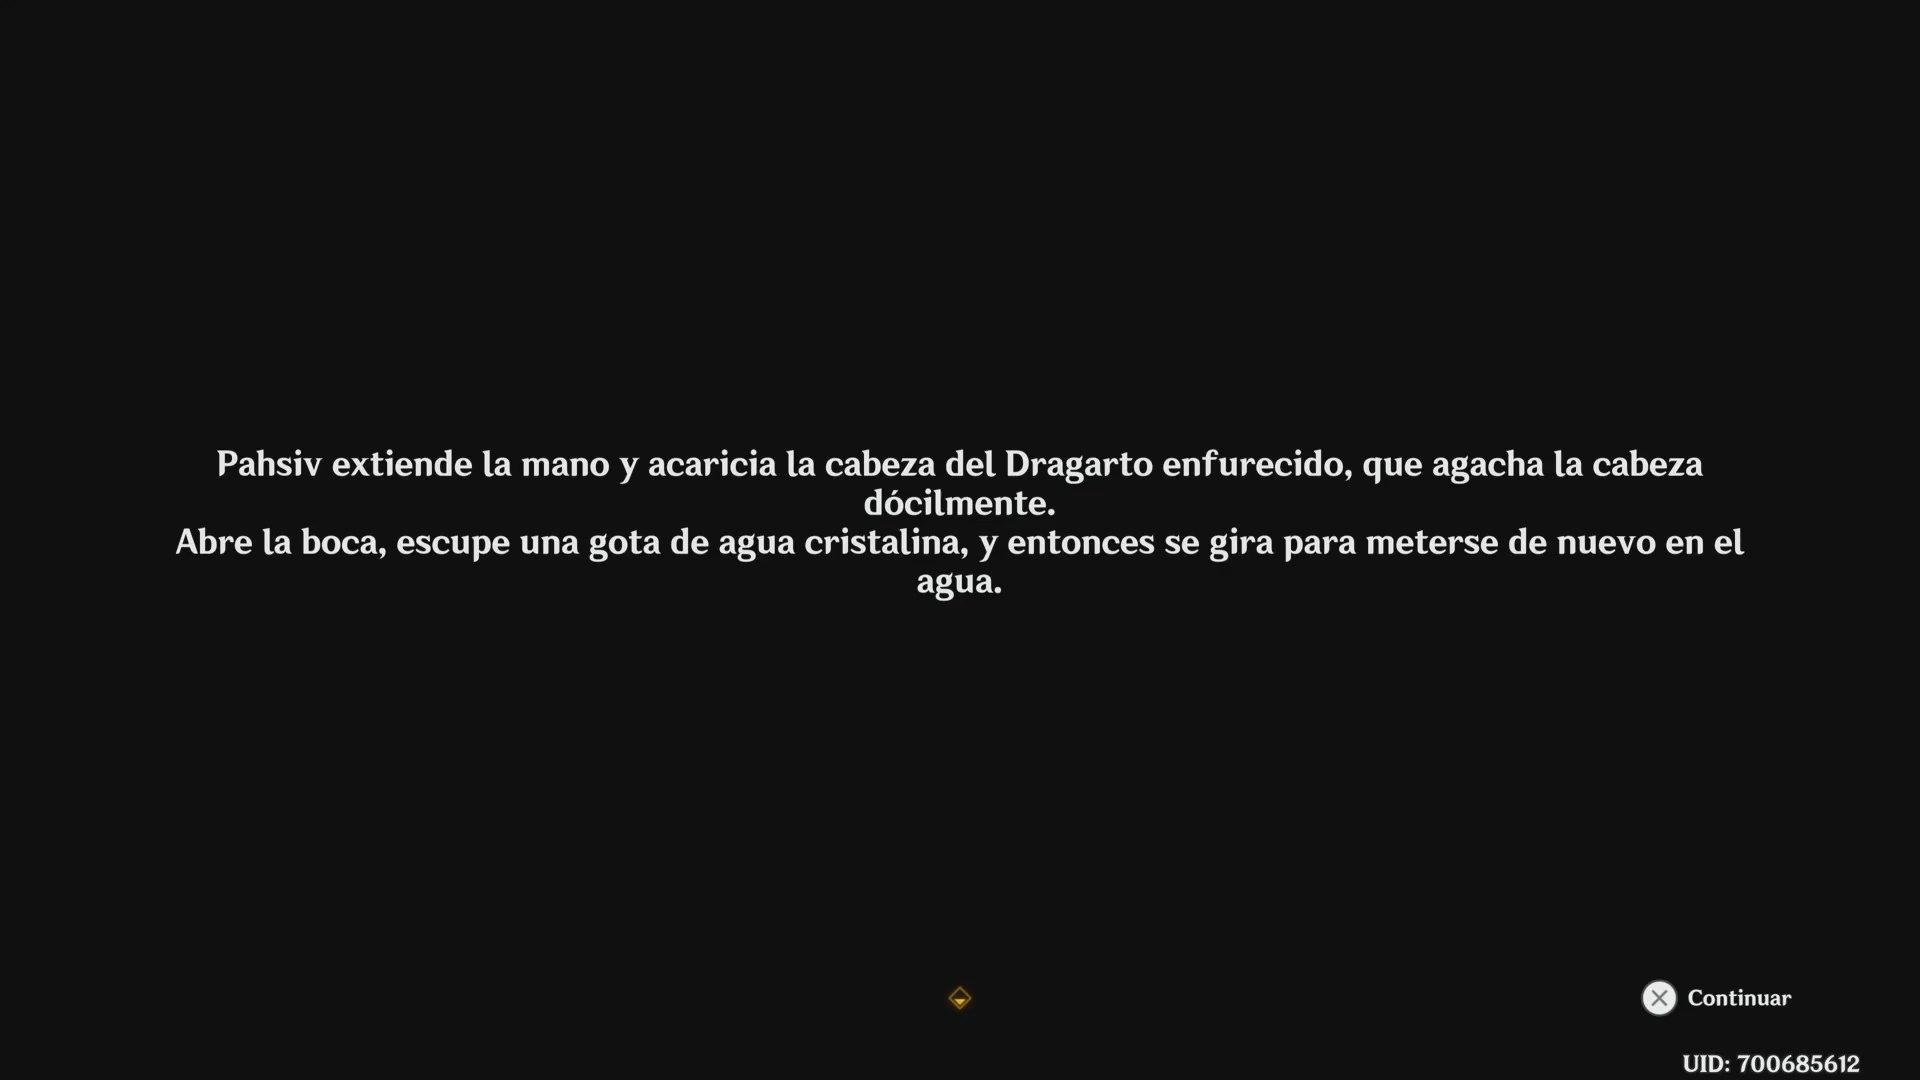 Pahsiv extiende la mano y acaricia la cabeza del Dragarto enfurecido, que agacha la cabeza
dócilmente.
Abre la boca, escupe una gota de agua cristalina, y entonces se gira para meterse de nuevo en el
agua.
Continuar
UID: 700685612